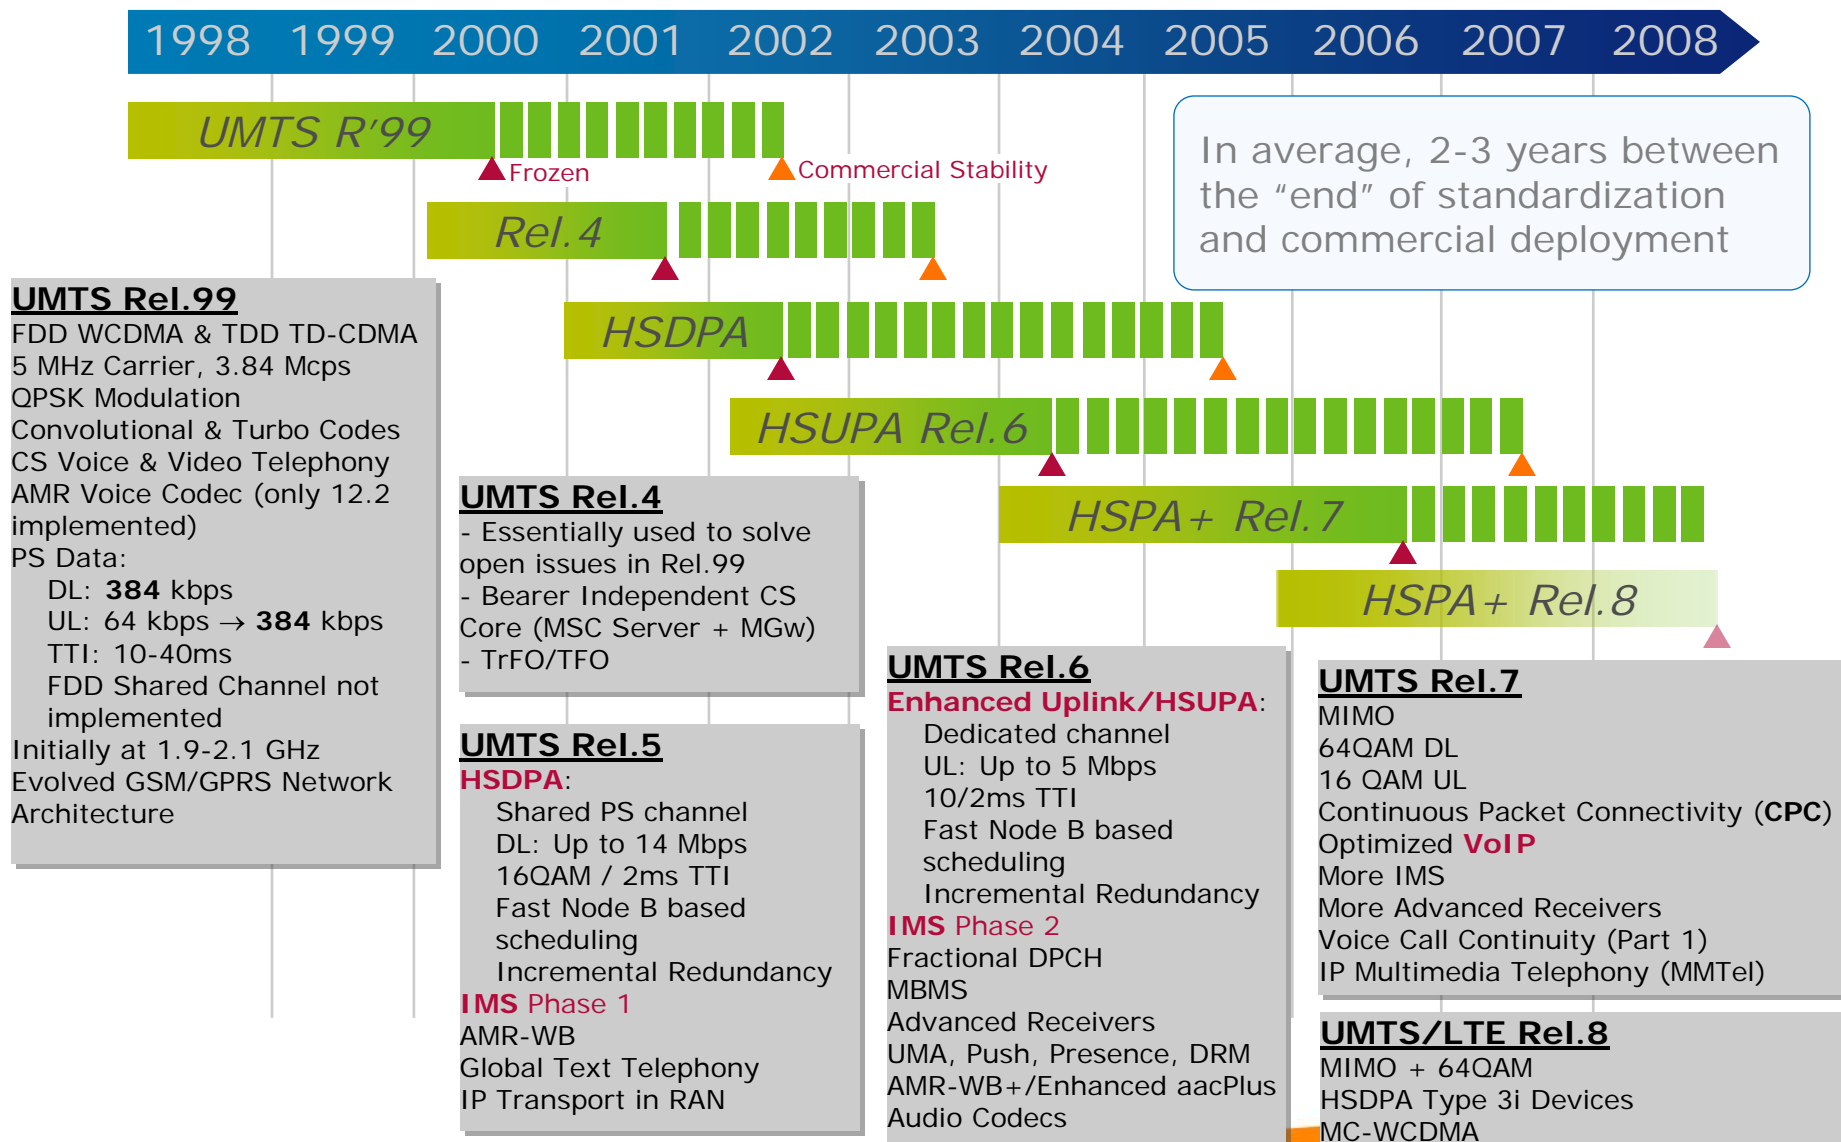 1998 1999 2000 2001 2002 2003 2004 2005 2006 2007 2008
UMTS R'99
Frozen
Commercial Stability
In average, 2-3 years between
the “end” of standardization
and commercial deployment
Rel.4
HSDPA
HSUPA Rel.6
HSPA+ Rel.7
HSPA+ Rel.8
UMTS Rel.99
FDD WCDMA & TDD TD-CDMA
5 MHz Carrier, 3.84 Mcps
QPSK Modulation
Convolutional & Turbo Codes
CS Voice & Video Telephony
AMR Voice Codec (only 12.2
implemented)
PS Data:
DL: 384 kbps
UL: 64 kbps → 384 kbps
TTI: 10-40ms
FDD Shared Channel not
implemented
Initially at 1.9-2.1 GHz
Evolved GSM/GPRS Network
Architecture
UMTS Rel.4
- Essentially used to solve
open issues in Rel.99
- Bearer Independent CS
Core (MSC Server + MGw)
- TrFO/TFO
UMTS Rel.5
HSDPA:
Shared PS channel
DL: Up to 14 Mbps
16QAM / 2ms TTI
Fast Node B based
scheduling
Incremental Redundancy
IMS Phase 1
AMR-WB
Global Text Telephony
IP Transport in RAN
UMTS Rel.6
Enhanced Uplink/HSUPA:
Dedicated channel
UL: Up to 5 Mbps
10/2ms TTI
Fast Node B based
scheduling
Incremental Redundancy
IMS Phase 2
Fractional DPCH
MBMS
Advanced Receivers
UMA, Push, Presence, DRM
AMR-WB+/Enhanced aacPlus
Audio Codecs
UMTS Rel.7
MIMO
64QAM DL
16 QAM UL
Continuous Packet Connectivity (CPC)
Optimized VoIP
More IMS
More Advanced Receivers
Voice Call Continuity (Part 1)
IP Multimedia Telephony (MMTel)
UMTS/LTE Rel.8
MIMO + 64QAM
HSDPA Type 3i Devices
MC-WCDMA